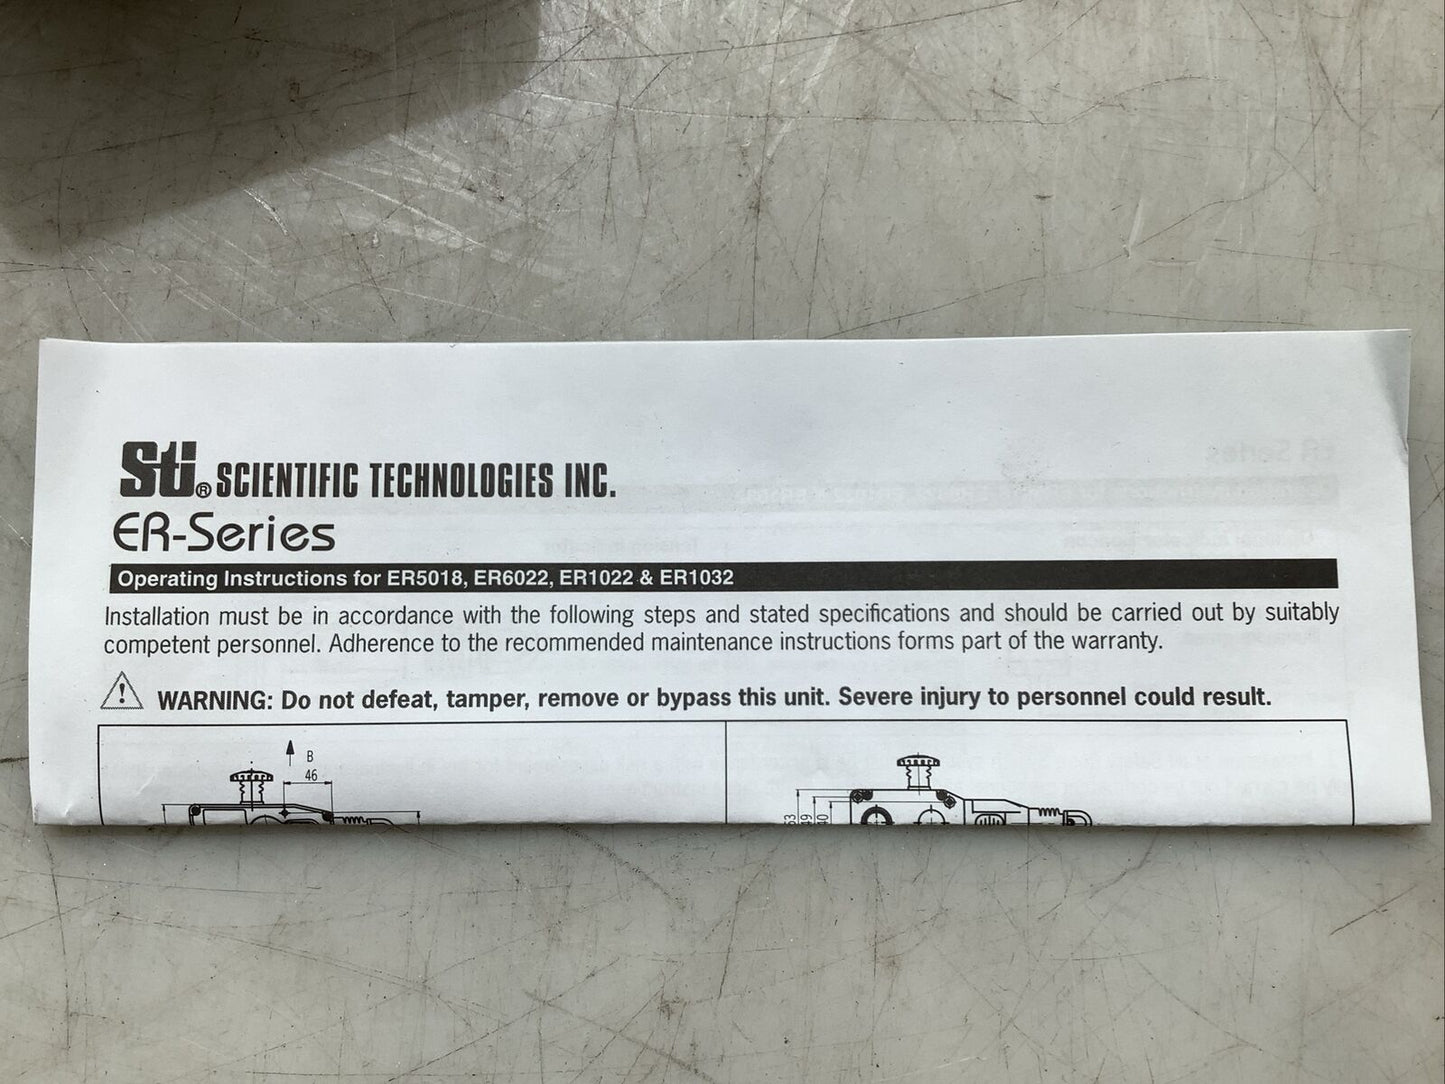 Sti® SCIENTIFIC TECHNOLOGIES INC.
ER-Series
Operating Instructions for ER5018, ER6022, ER1022 & ER1032
Installation must be in accordance with the following steps and stated specifications and should be carried out by suitably
competent personnel. Adherence to the recommended maintenance instructions forms part of the warranty.
! WARNING: Do not defeat, tamper, remove or bypass this unit. Severe injury to personnel could result.
B
46
49
40